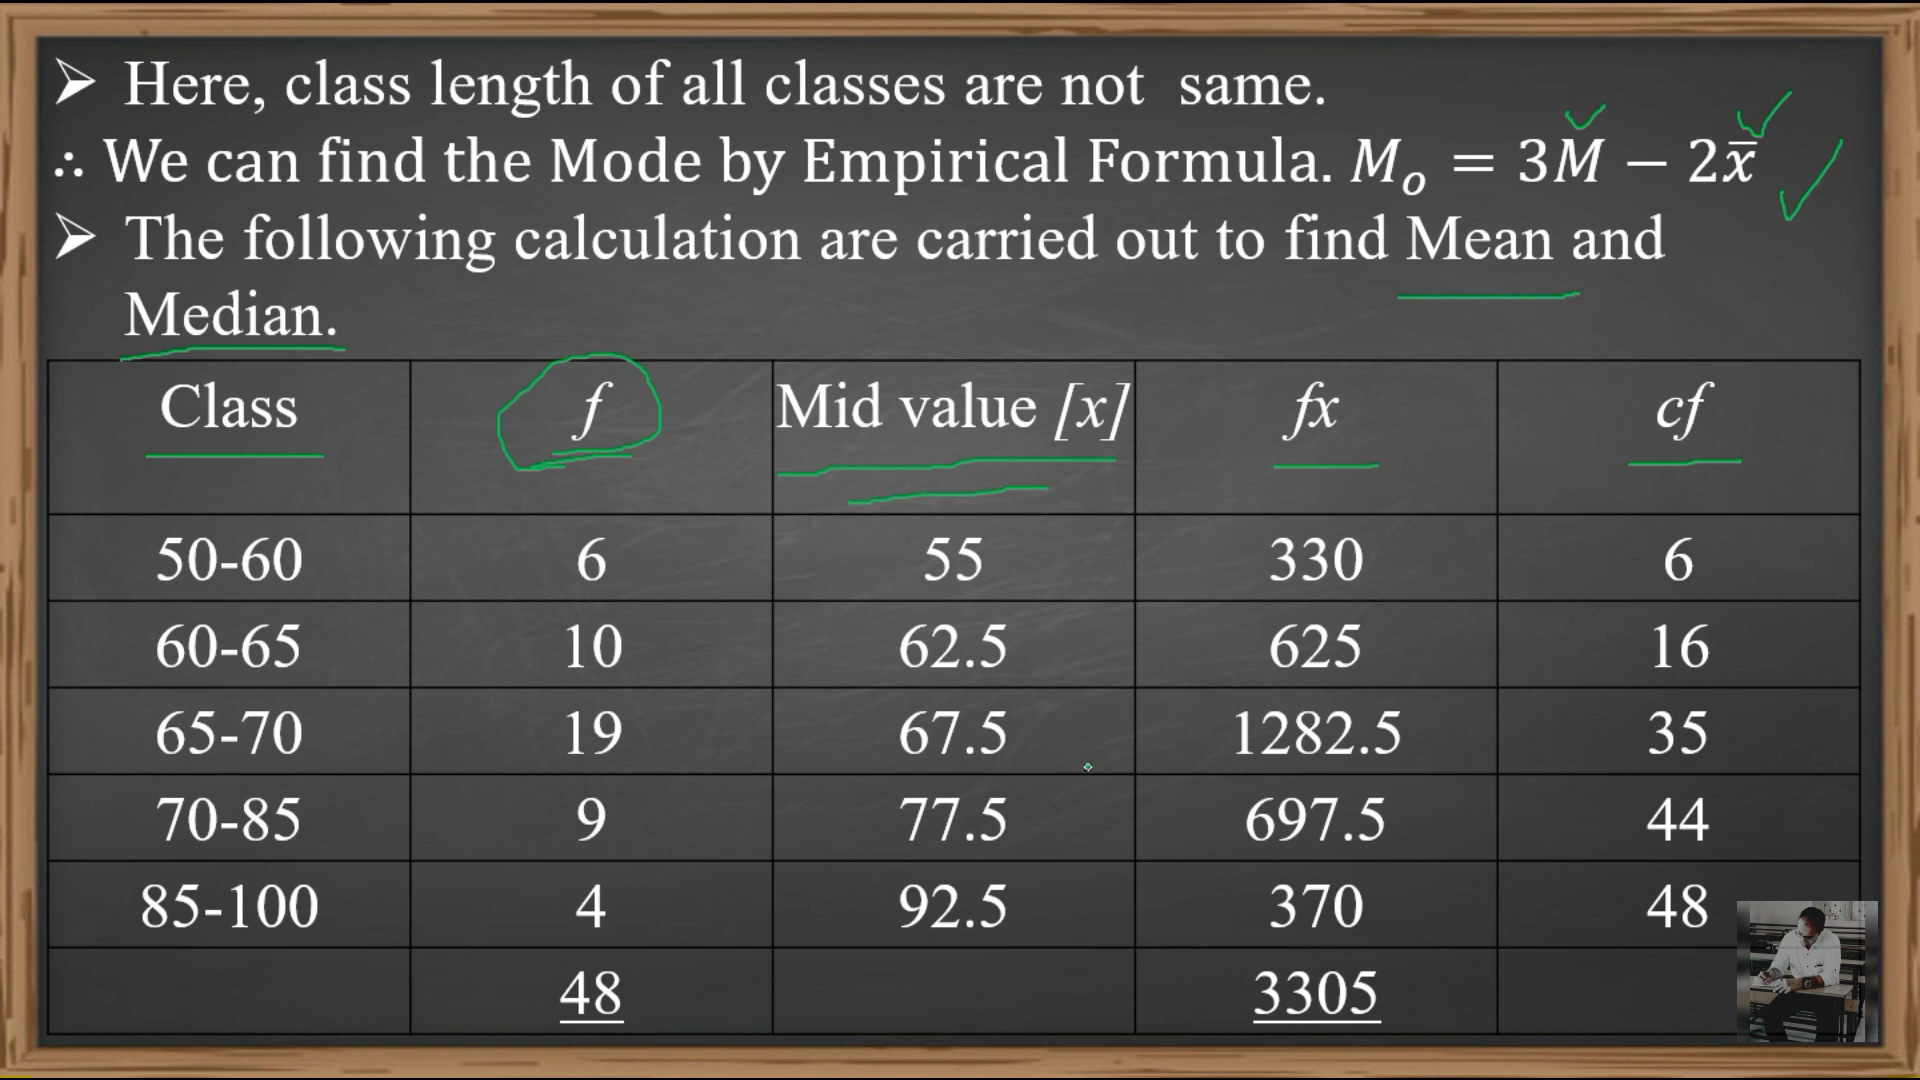 ➢ Here, class length of all classes are not same.
∴ We can find the Mode by Empirical Formula. Mₒ = 3M − 2x̄
➢ The following calculation are carried out to find Mean and
Median.
Class f Mid value [x] fx cf
50-60 6 55 330 6
60-65 10 62.5 625 16
65-70 19 67.5 1282.5 35
70-85 9 77.5 697.5 44
85-100 4 92.5 370 48
48 3305